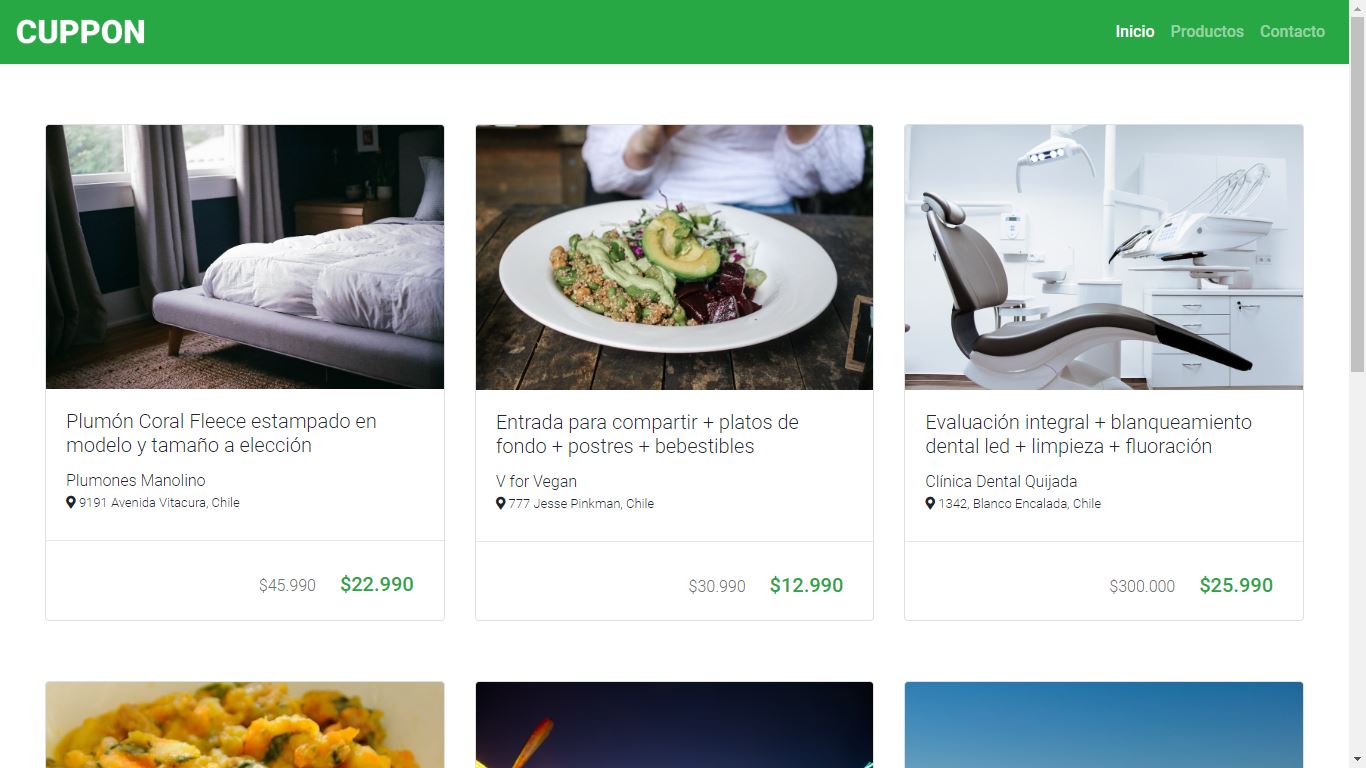 CUPPON
Inicio Productos Contacto
Plumón Coral Fleece estampado en
modelo y tamaño a elección
Plumones Manolino
9191 Avenida Vitacura, Chile
$45.990 $22.990
Entrada para compartir + platos de
fondo + postres + bebestibles
V for Vegan
777 Jesse Pinkman, Chile
$30.990 $12.990
Evaluación integral + blanqueamiento
dental led + limpieza + fluoración
Clínica Dental Quijada
1342, Blanco Encalada, Chile
$300.000 $25.990